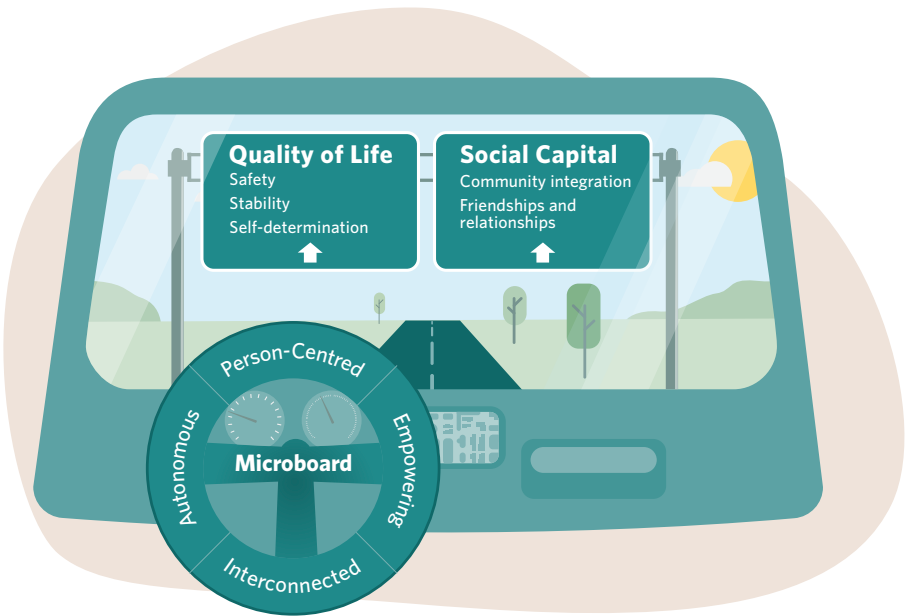 Quality of Life
Safety
Stability
Self-determination
Social Capital
Community integration
Friendships and
relationships
Person-Centred
Autonomous
Microboard
Empowering
Interconnected